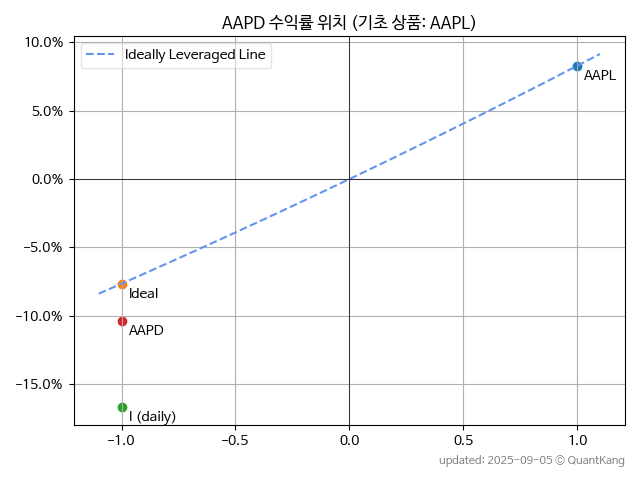 AAPD 수익률 위치 (기초 상품: AAPL)
Ideally Leveraged Line
10.0%
5.0%
0.0%
−5.0%
−10.0%
−15.0%
AAPL
Ideal
AAPD
I (daily)
−1.0
−0.5
0.0
0.5
1.0
updated: 2025-09-05 © QuantKang